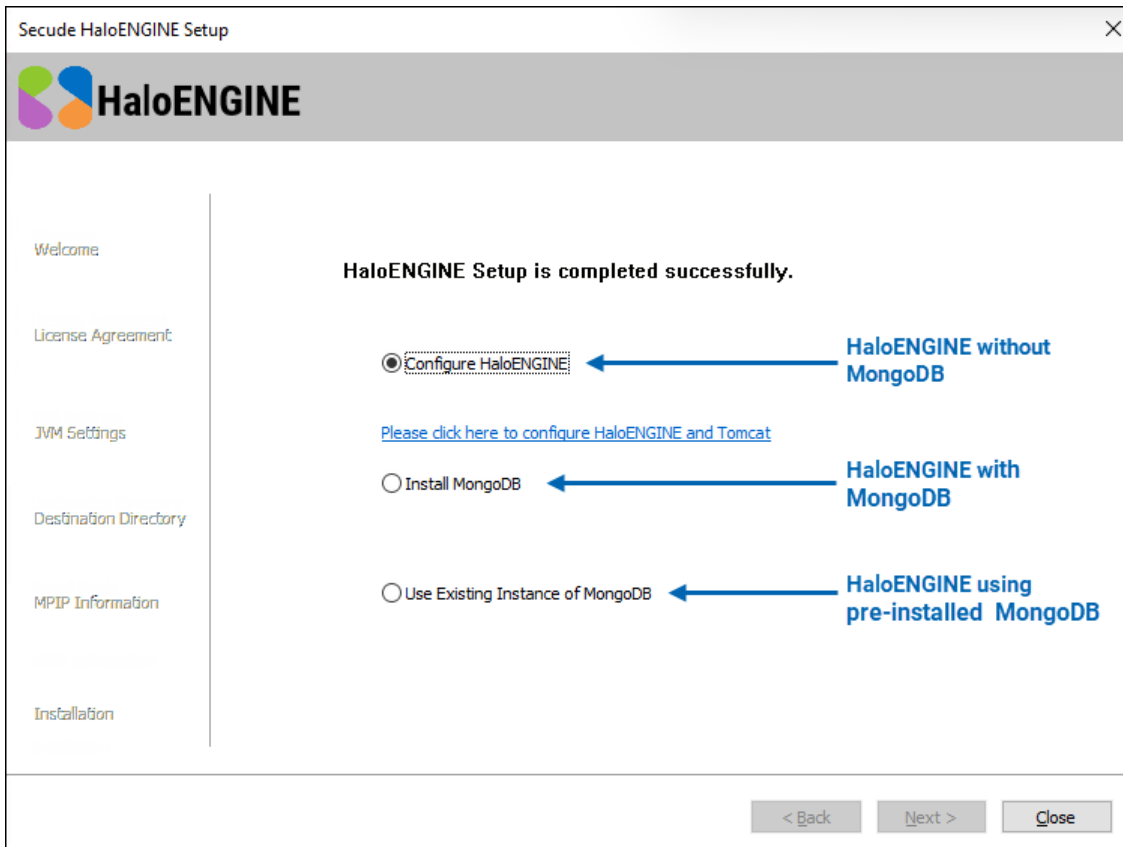 Secude HaloENGINE Setup
HaloENGINE
Welcome
License Agreement
JVM Settings
Destination Directory
MPIP Information
Installation
HaloENGINE Setup is completed successfully.
Configure HaloENGINE
HaloENGINE without
MongoDB
Please click here to configure HaloENGINE and Tomcat
Install MongoDB
HaloENGINE with
MongoDB
Use Existing Instance of MongoDB
HaloENGINE using
pre-installed MongoDB
< Back
Next >
Close